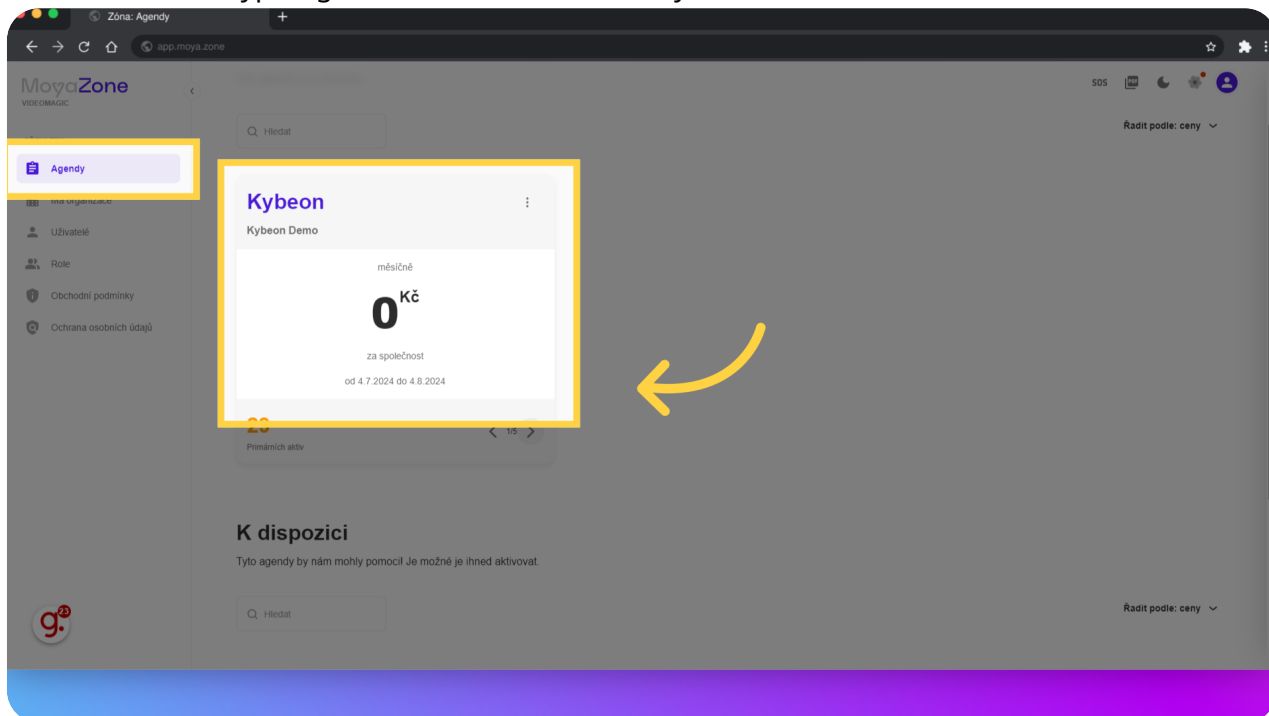 Zóna: Agendy
app.moya.zone
MoyaZone
VIDEOMAGIC
SOS
Hledat
Řadit podle: ceny
Agendy
Má organizace
Uživatelé
Role
Obchodní podmínky
Ochrana osobních údajů
Kybeon
Kybeon Demo
měsíčně
0 Kč
za společnost
od 4.7.2024 do 4.8.2024
1/5
Primárních aktiv
K dispozici
Tyto agendy by nám mohly pomoci! Je možné je ihned aktivovat.
Hledat
Řadit podle: ceny
g. 23